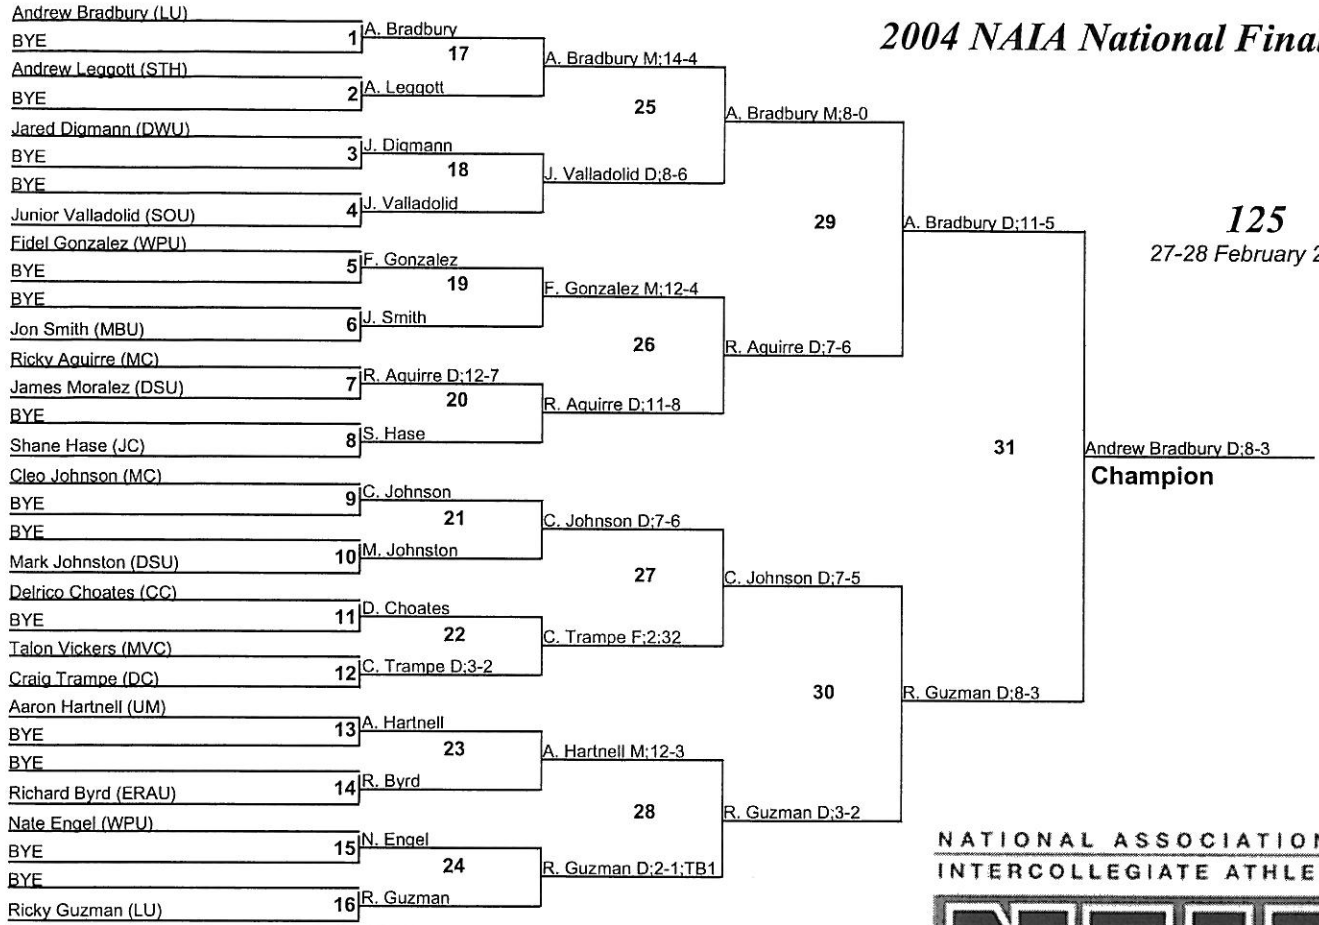 2004 NAIA National Final
125
27-28 February 2
Andrew Bradbury (LU)
BYE
1
Andrew Leggott (STH)
BYE
2
Jared Digmann (DWU)
BYE
3
BYE
Junior Valladolid (SOU)
4
Fidel Gonzalez (WPU)
BYE
5
BYE
Jon Smith (MBU)
6
Ricky Aguirre (MC)
James Moralez (DSU)
7
BYE
Shane Hase (JC)
8
Cleo Johnson (MC)
BYE
9
BYE
Mark Johnston (DSU)
10
Delrico Choates (CC)
BYE
11
Talon Vickers (MVC)
Craig Trampe (DC)
12
Aaron Hartnell (UM)
BYE
13
BYE
Richard Byrd (ERAU)
14
Nate Engel (WPU)
BYE
15
BYE
Ricky Guzman (LU)
16
A. Bradbury
17
A. Leggott
J. Digmann
18
J. Valladolid
F. Gonzalez
19
J. Smith
R. Aguirre D;12-7
20
S. Hase
C. Johnson
21
M. Johnston
D. Choates
22
C. Trampe D;3-2
A. Hartnell
23
R. Byrd
N. Engel
24
R. Guzman
A. Bradbury M;14-4
25
J. Valladolid D;8-6
F. Gonzalez M;12-4
26
R. Aguirre D;11-8
C. Johnson D;7-6
27
C. Trampe F;2:32
A. Hartnell M;12-3
28
R. Guzman D;2-1;TB1
A. Bradbury M;8-0
29
R. Aguirre D;7-6
C. Johnson D;7-5
30
R. Guzman D;3-2
A. Bradbury D;11-5
31
R. Guzman D;8-3
Andrew Bradbury D;8-3
Champion
NATIONAL ASSOCIATION
INTERCOLLEGIATE ATHLE